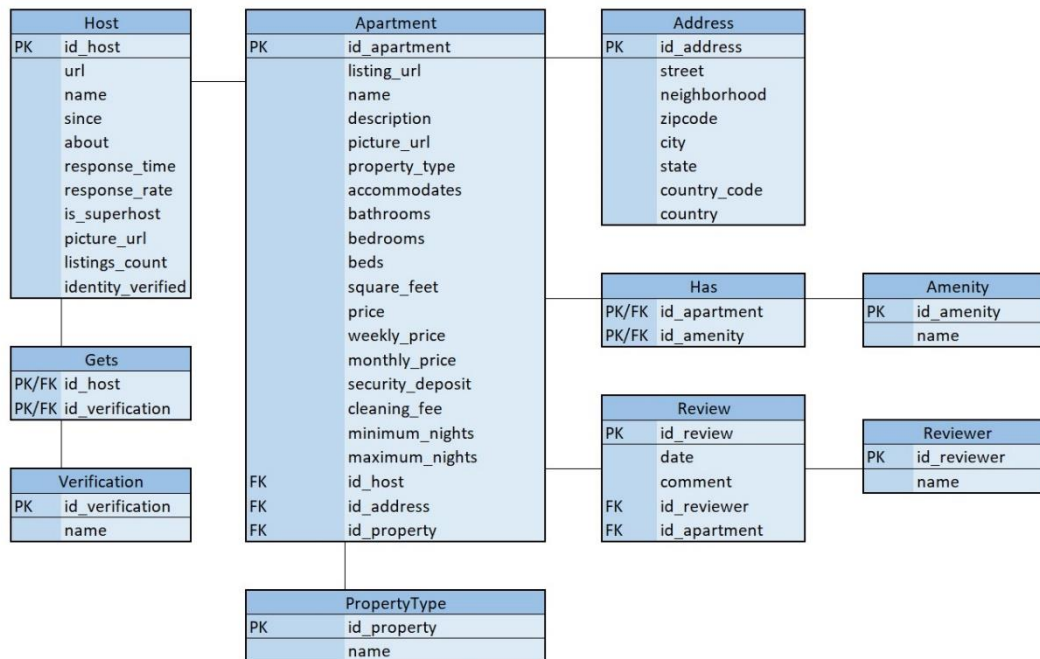 Host
PK id_host
url
name
since
about
response_time
response_rate
is_superhost
picture_url
listings_count
identity_verified
Gets
PK/FK id_host
PK/FK id_verification
Verification
PK id_verification
name
Apartment
PK id_apartment
listing_url
name
description
picture_url
property_type
accommodates
bathrooms
bedrooms
beds
square_feet
price
weekly_price
monthly_price
security_deposit
cleaning_fee
minimum_nights
maximum_nights
FK id_host
FK id_address
FK id_property
PropertyType
PK id_property
name
Address
PK id_address
street
neighborhood
zipcode
city
state
country_code
country
Has
PK/FK id_apartment
PK/FK id_amenity
Amenity
PK id_amenity
name
Review
PK id_review
date
comment
FK id_reviewer
FK id_apartment
Reviewer
PK id_reviewer
name